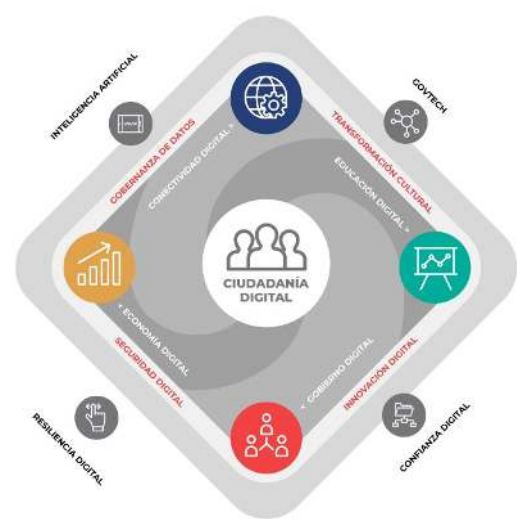 INTELIGENCIA ARTIFICIAL
GOVTECH
GOBERNANZA DE DATOS
TRANSFORMACIÓN CULTURAL
CONECTIVIDAD DIGITAL >
EDUCACIÓN DIGITAL >
CIUDADANÍA
DIGITAL
< ECONOMÍA DIGITAL
< GOBIERNO DIGITAL
SEGURIDAD DIGITAL
INNOVACIÓN DIGITAL
RESILIENCIA DIGITAL
CONFIANZA DIGITAL